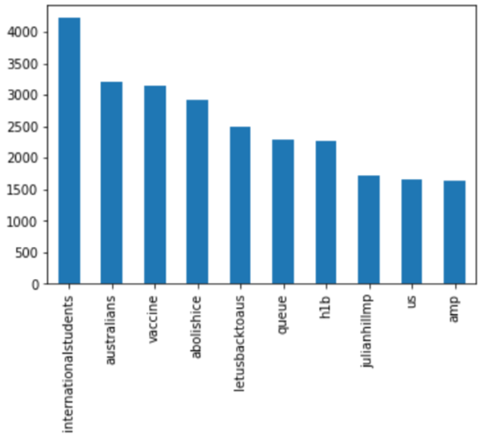 4000
3500
3000
2500
2000
1500
1000
500
0
internationalstudents
australians
vaccine
abolishice
letusbacktoaus
queue
h1b
julianhillmp
us
amp